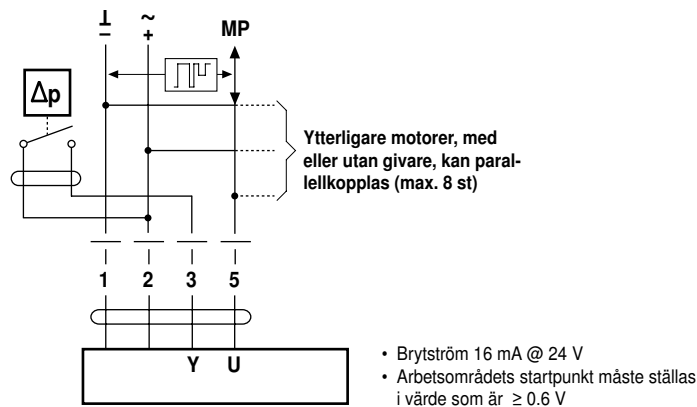 ⊥ ~
− +
MP
Δp
Ytterligare motorer, med
eller utan givare, kan paral-
lellkopplas (max. 8 st)
1 2 3 5
Y U
• Brytström 16 mA @ 24 V
• Arbetsområdets startpunkt måste ställas
i värde som är ≥ 0.6 V